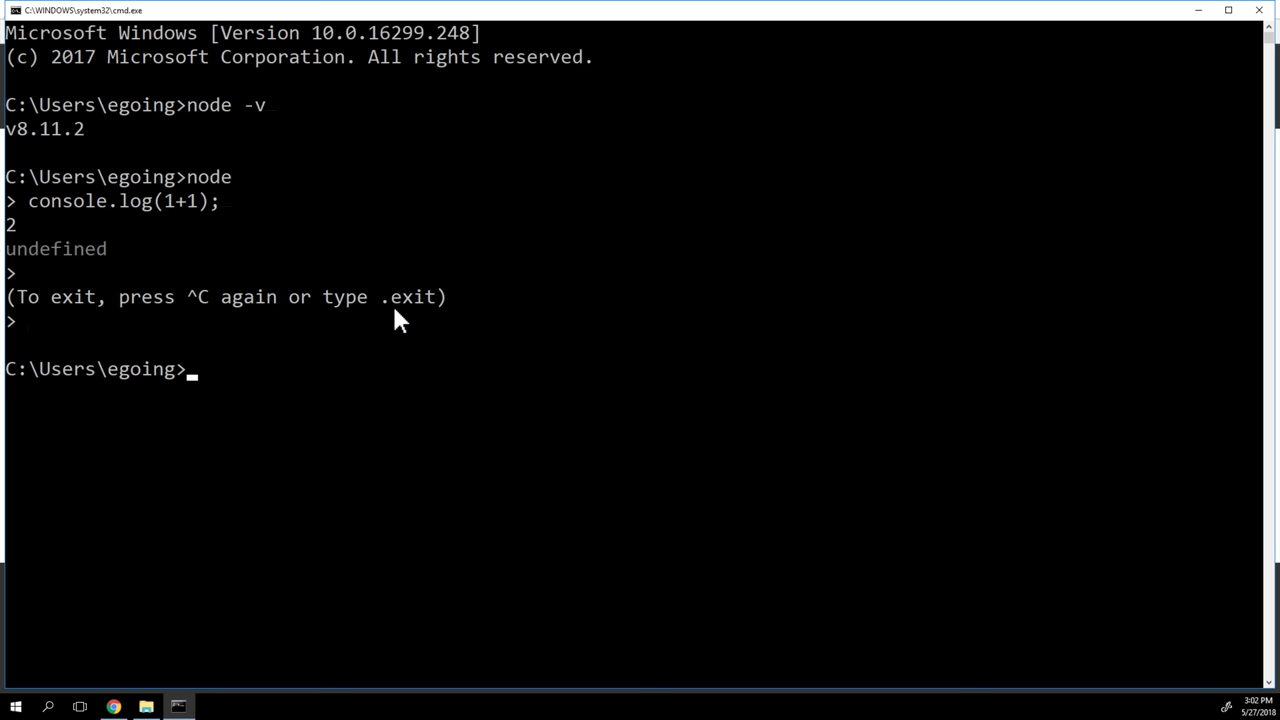 C:\WINDOWS\system32\cmd.exe
Microsoft Windows [Version 10.0.16299.248]
(c) 2017 Microsoft Corporation. All rights reserved.
C:\Users\egoing>node -v
v8.11.2
C:\Users\egoing>node
> console.log(1+1);
2
undefined
>
(To exit, press ^C again or type .exit)
>
C:\Users\egoing>
3:02 PM
5/27/2018